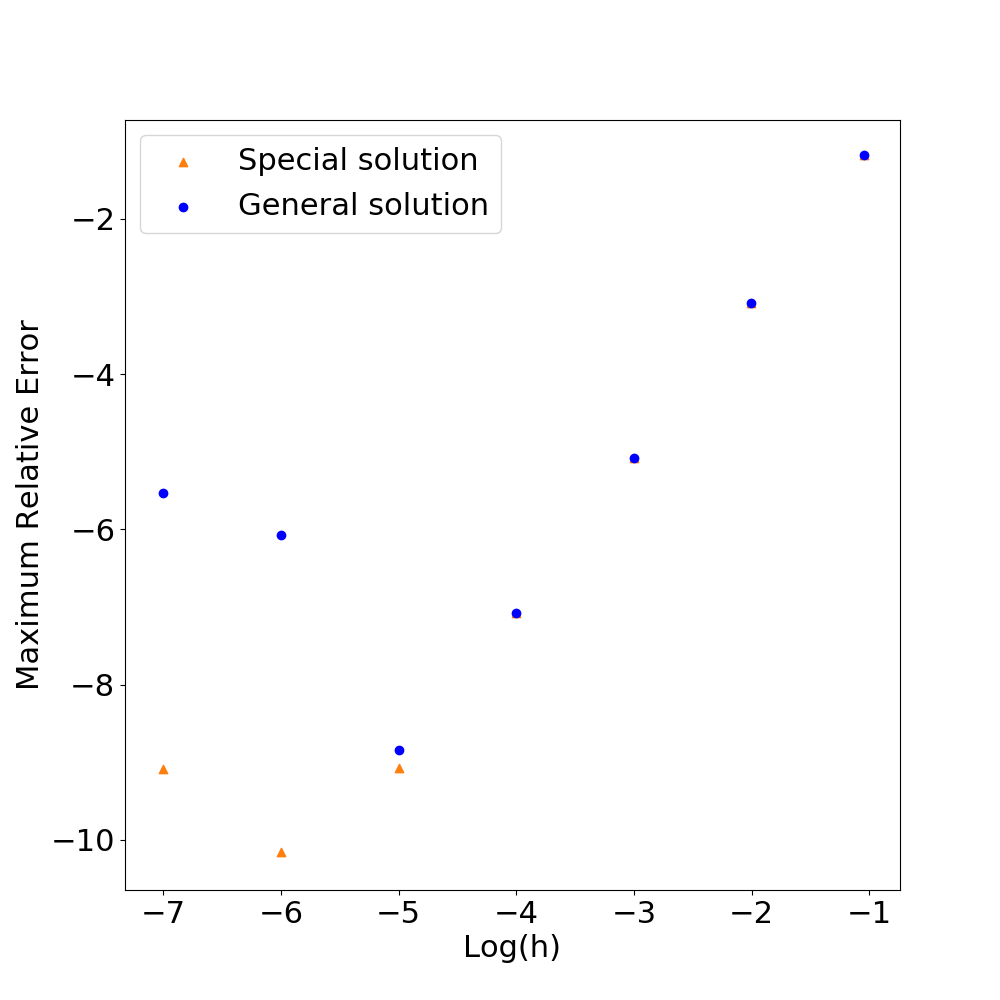 Special solution
General solution
Maximum Relative Error
−2
−4
−6
−8
−10
−7 −6 −5 −4 −3 −2 −1
Log(h)